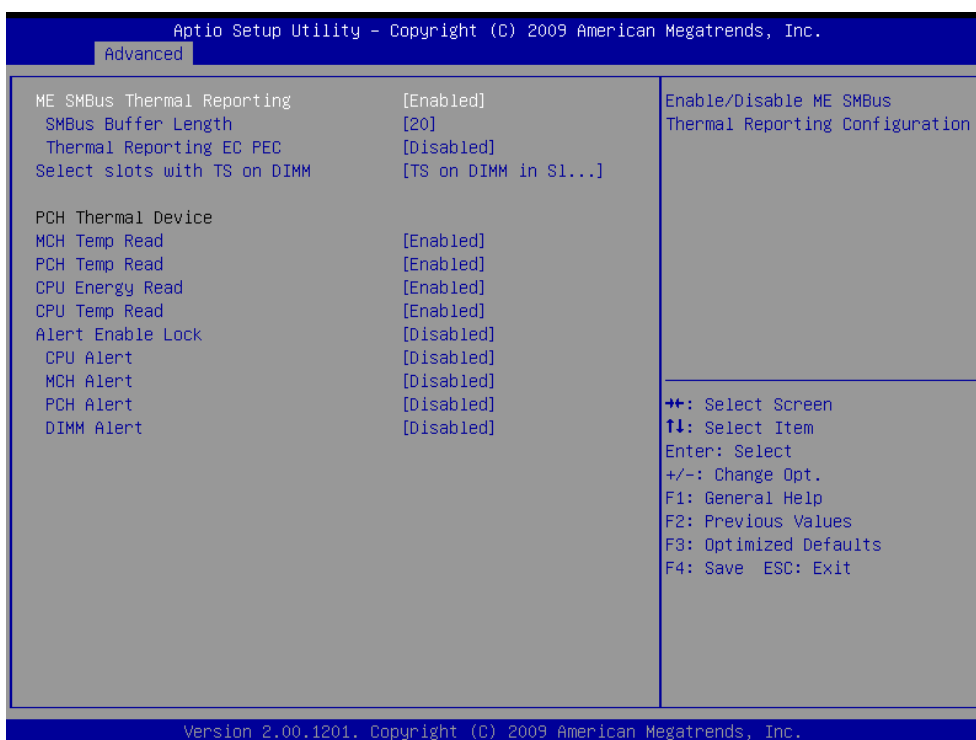 Aptio Setup Utility – Copyright (C) 2009 American Megatrends, Inc.
Advanced
ME SMBus Thermal Reporting [Enabled]
SMBus Buffer Length [20]
Thermal Reporting EC PEC [Disabled]
Select slots with TS on DIMM [TS on DIMM in Sl...]
PCH Thermal Device
MCH Temp Read [Enabled]
PCH Temp Read [Enabled]
CPU Energy Read [Enabled]
CPU Temp Read [Enabled]
Alert Enable Lock [Disabled]
CPU Alert [Disabled]
MCH Alert [Disabled]
PCH Alert [Disabled]
DIMM Alert [Disabled]
Enable/Disable ME SMBus
Thermal Reporting Configuration
→←: Select Screen
↑↓: Select Item
Enter: Select
+/-: Change Opt.
F1: General Help
F2: Previous Values
F3: Optimized Defaults
F4: Save ESC: Exit
Version 2.00.1201. Copyright (C) 2009 American Megatrends, Inc.